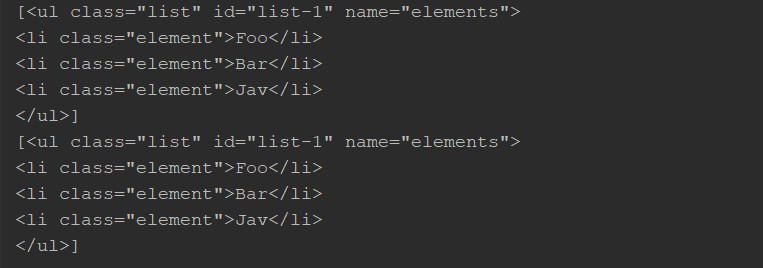 [<ul class="list" id="list-1" name="elements">
<li class="element">Foo</li>
<li class="element">Bar</li>
<li class="element">Jav</li>
</ul>]
[<ul class="list" id="list-1" name="elements">
<li class="element">Foo</li>
<li class="element">Bar</li>
<li class="element">Jav</li>
</ul>]